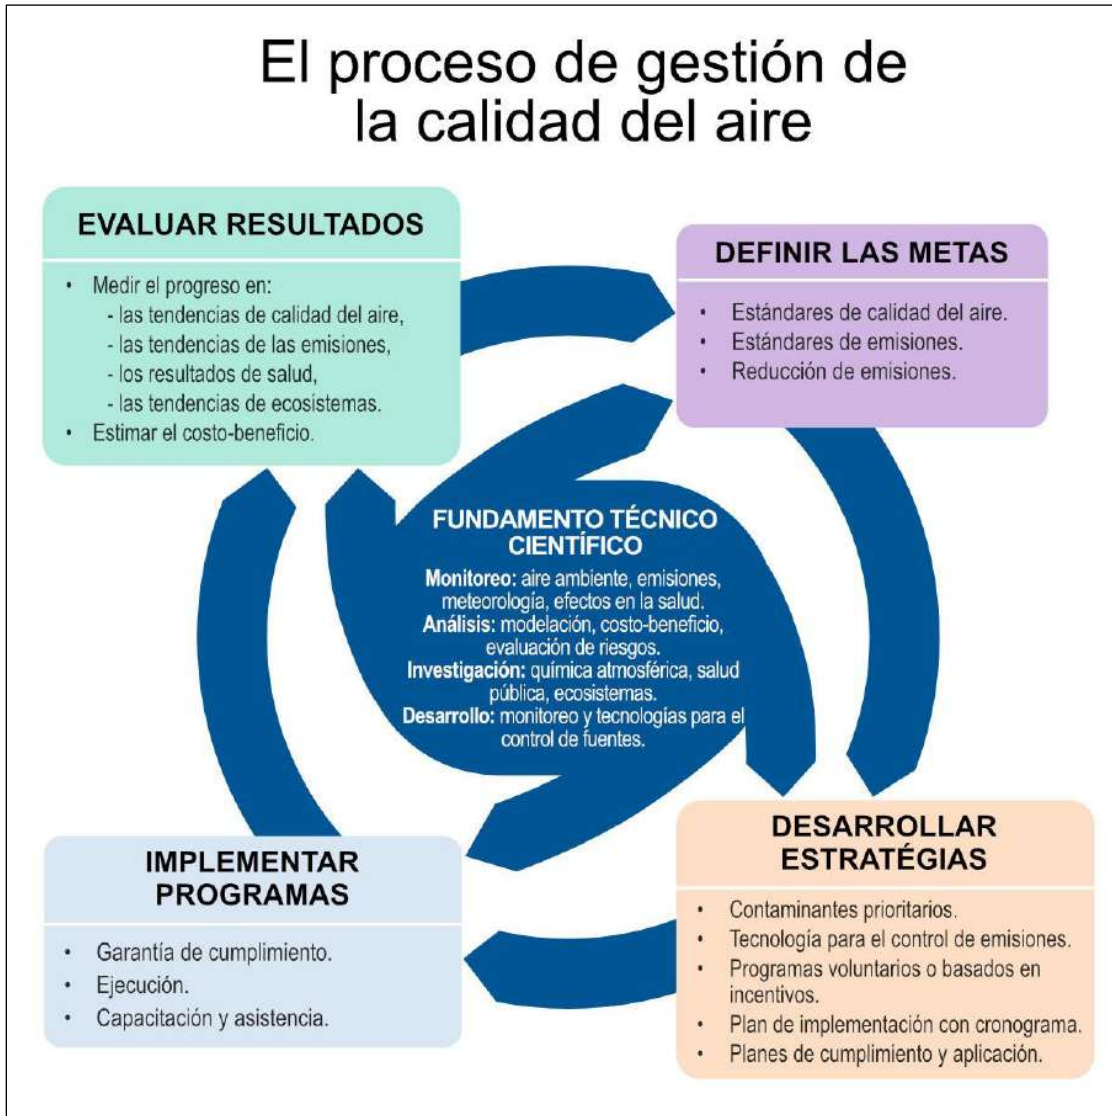 El proceso de gestión de
la calidad del aire
EVALUAR RESULTADOS
• Medir el progreso en:
- las tendencias de calidad del aire,
- las tendencias de las emisiones,
- los resultados de salud,
- las tendencias de ecosistemas.
• Estimar el costo-beneficio.
DEFINIR LAS METAS
• Estándares de calidad del aire.
• Estándares de emisiones.
• Reducción de emisiones.
FUNDAMENTO TÉCNICO
CIENTÍFICO
Monitoreo: aire ambiente, emisiones,
meteorología, efectos en la salud.
Análisis: modelación, costo-beneficio,
evaluación de riesgos.
Investigación: química atmosférica, salud
pública, ecosistemas.
Desarrollo: monitoreo y tecnologías para el
control de fuentes.
IMPLEMENTAR
PROGRAMAS
• Garantía de cumplimiento.
• Ejecución.
• Capacitación y asistencia.
DESARROLLAR
ESTRATÉGIAS
• Contaminantes prioritarios.
• Tecnología para el control de emisiones.
• Programas voluntarios o basados en
incentivos.
• Plan de implementación con cronograma.
• Planes de cumplimiento y aplicación.